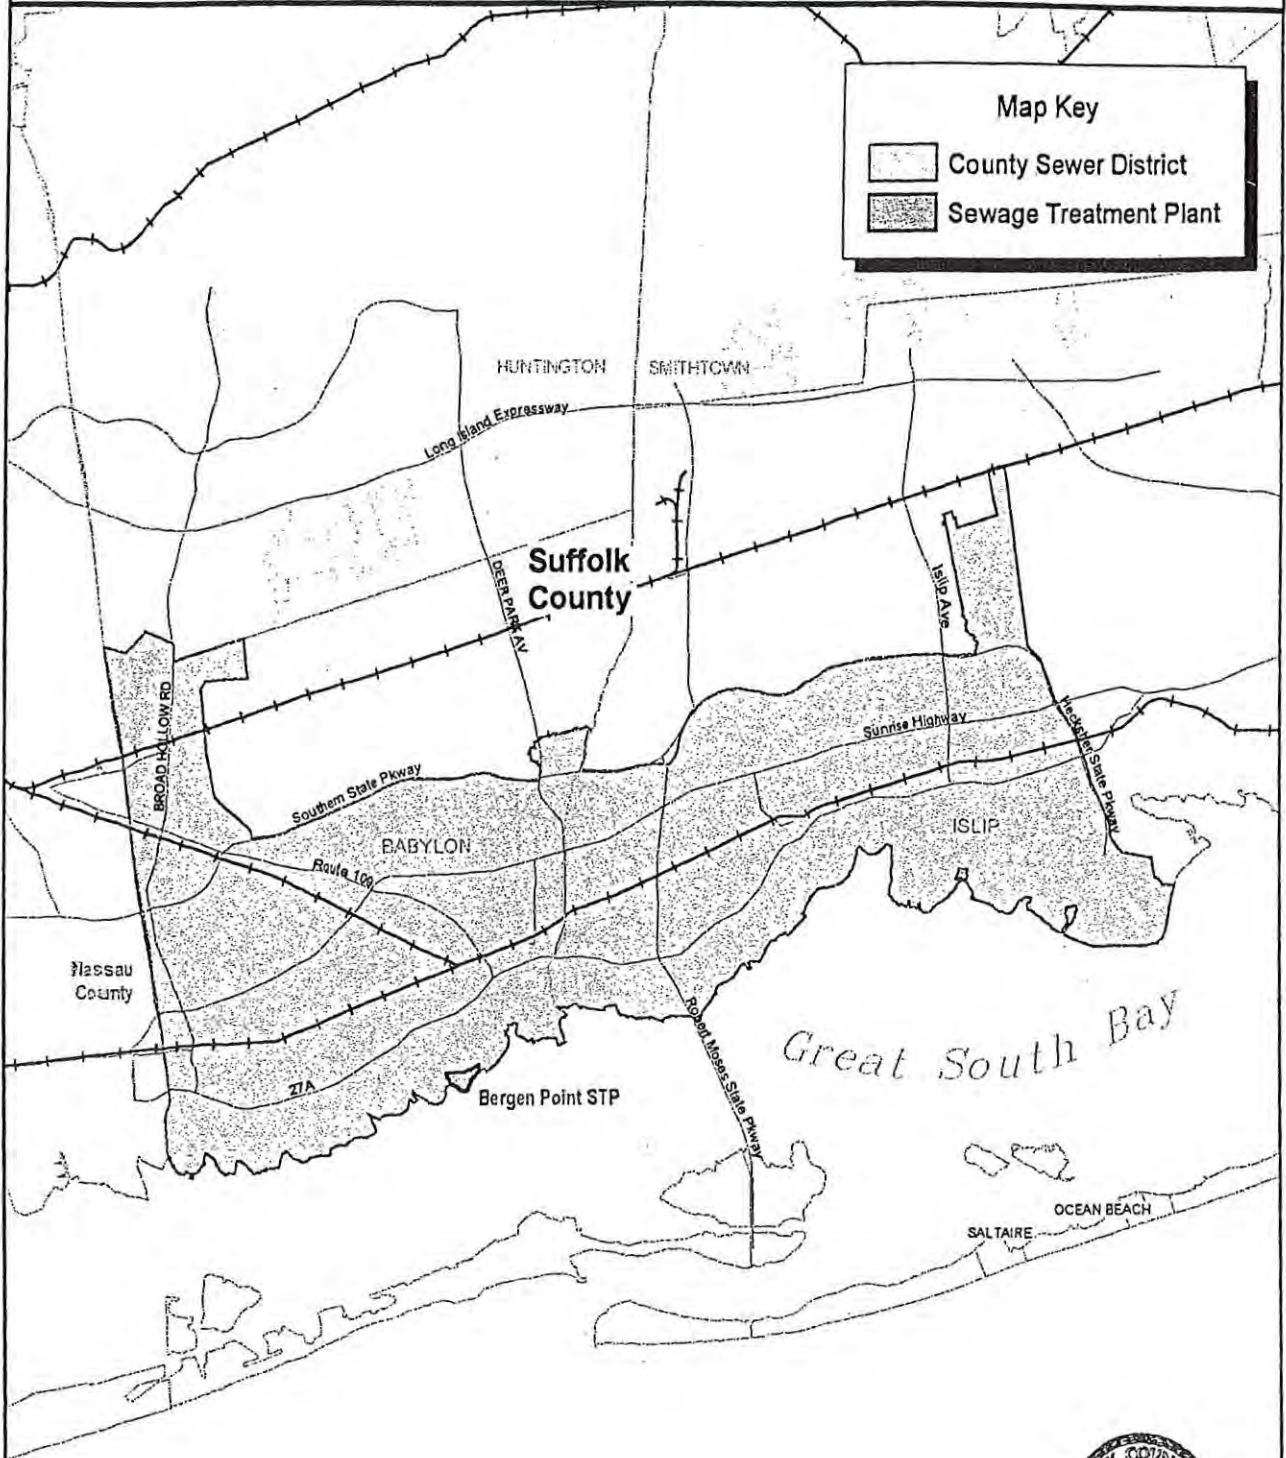 Map Key
County Sewer District
Sewage Treatment Plant
HUNTINGTON
SMITHTOWN
Long Island Expressway
Suffolk
County
DEER PARK AV
Islip Ave
BROAD HOLLOW RD
Sunrise Highway
Heckscher State Pkway
Southern State Pkway
BABYLON
ISLIP
Route 109
Nassau
County
Great South Bay
Robert Moses State Pkway
27A
Bergen Point STP
OCEAN BEACH
SALTAIRE